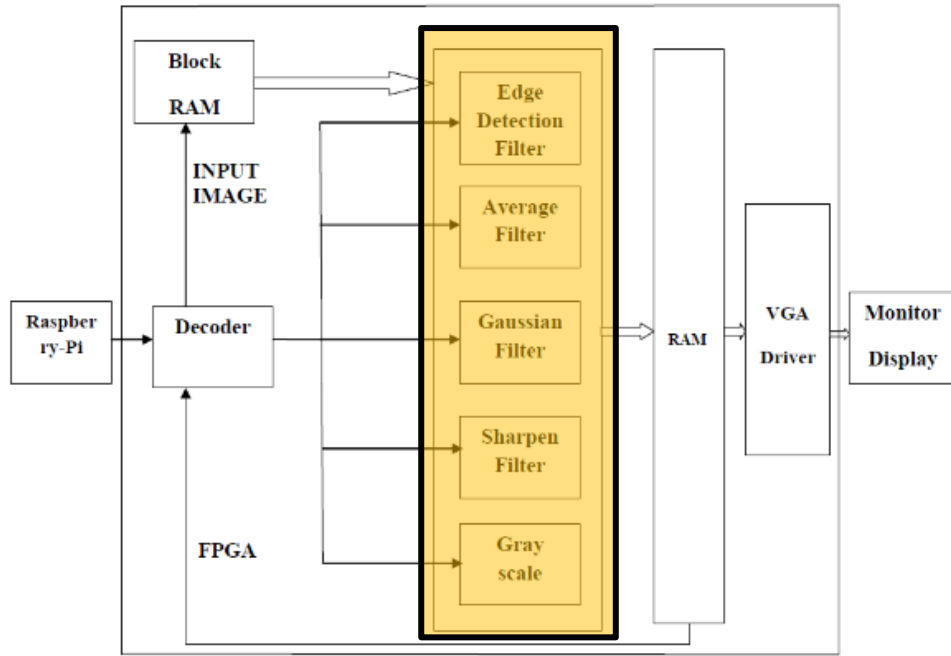 Block
RAM
Edge
Detection
Filter
INPUT
IMAGE
Average
Filter
Raspber
ry-Pi
Decoder
Gaussian
Filter
RAM
VGA
Driver
Monitor
Display
Sharpen
Filter
FPGA
Gray
scale